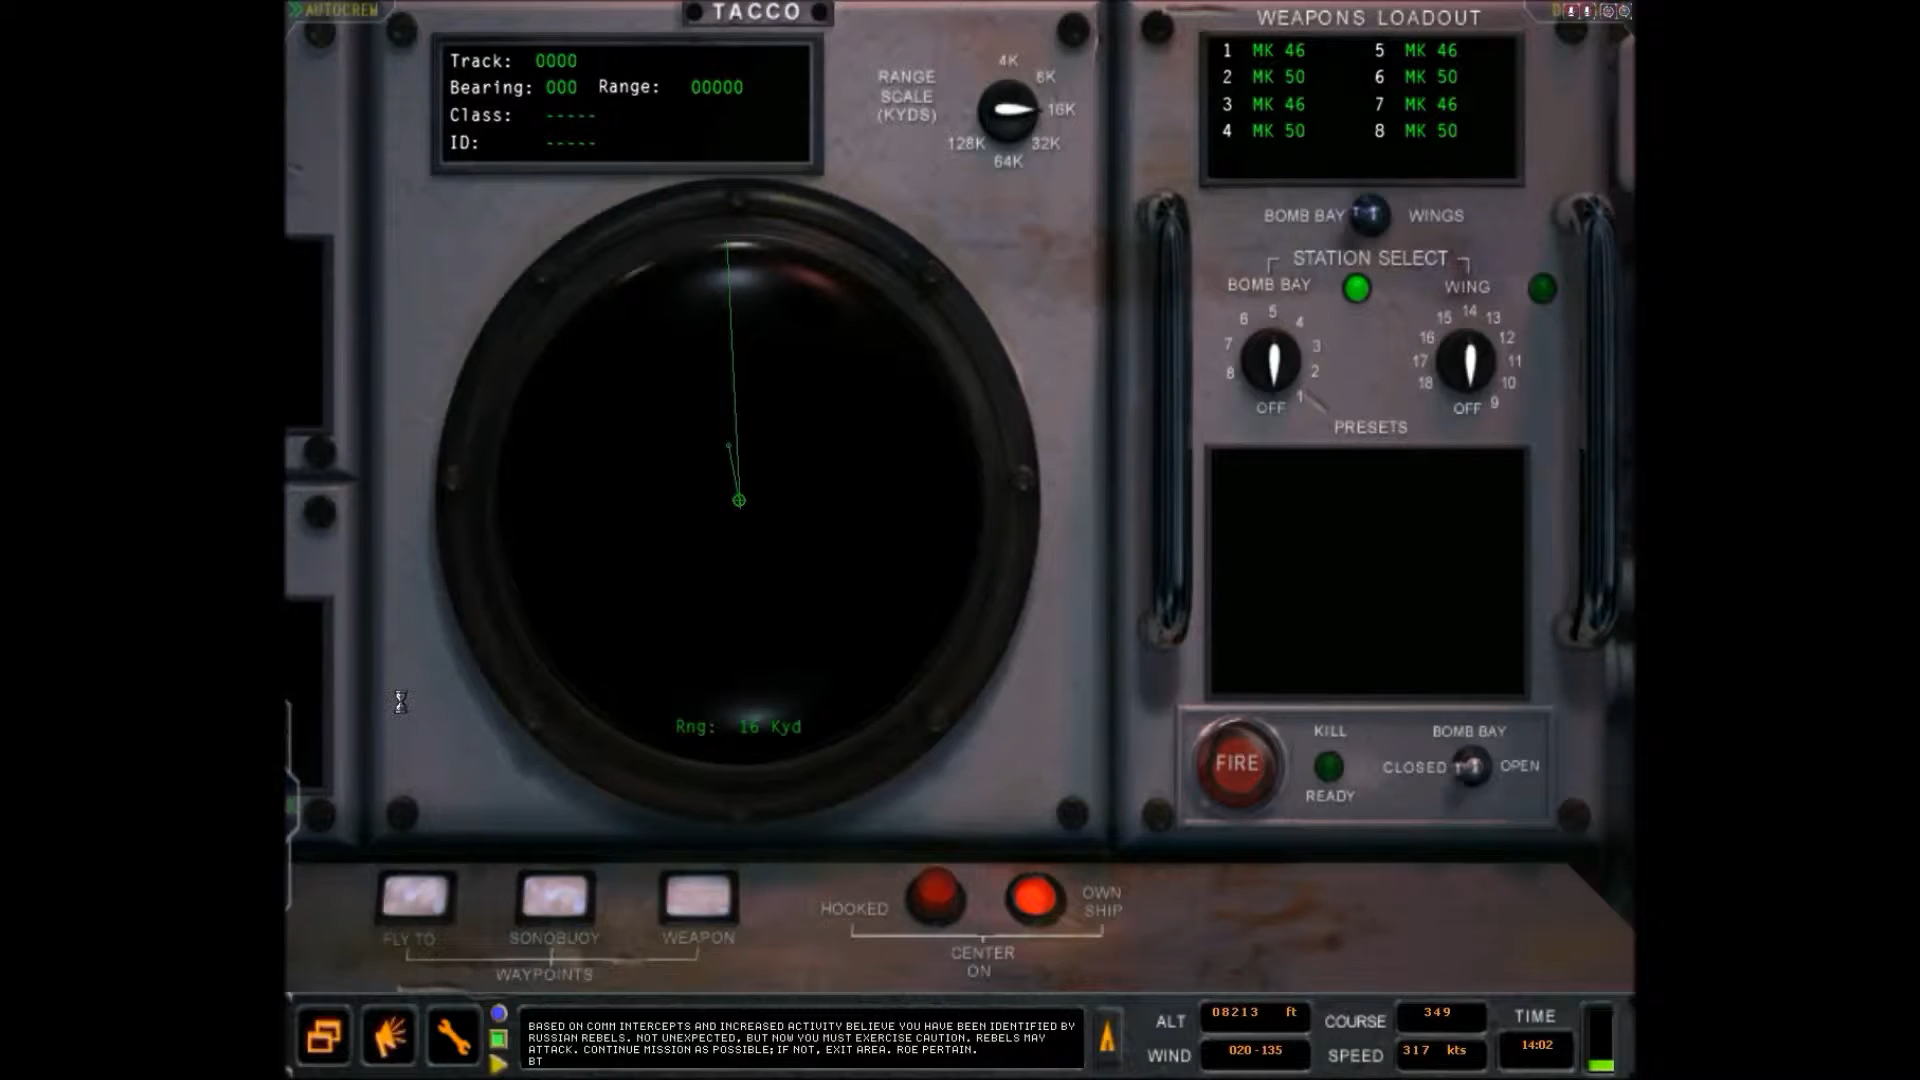 AUTOCREW
TACCO
Track: 0000
Bearing: 000 Range: 00000
Class: -----
ID: -----
RANGE
SCALE
(KYDS)
4K
8K
16K
32K
64K
128K
Rng: 16 Kyd
WEAPONS LOADOUT
1 MK 46 5 MK 46
2 MK 50 6 MK 50
3 MK 46 7 MK 46
4 MK 50 8 MK 50
BOMB BAY WINGS
STATION SELECT
BOMB BAY WING
6 5 4
7 3
8 2
OFF 1
15 14 13
16 12
17 11
18 10
OFF 9
PRESETS
FIRE
KILL
READY
BOMB BAY
CLOSED OPEN
FLY TO SONOBUOY WEAPON
WAYPOINTS
HOOKED
OWN
SHIP
CENTER
ON
BASED ON COMM INTERCEPTS AND INCREASED ACTIVITY BELIEVE YOU HAVE BEEN IDENTIFIED BY
RUSSIAN REBELS. NOT UNEXPECTED, BUT NOW YOU MUST EXERCISE CAUTION. REBELS MAY
ATTACK. CONTINUE MISSION AS POSSIBLE; IF NOT, EXIT AREA. ROE PERTAIN.
BT
ALT 08213 ft COURSE 349 TIME
WIND 020-135 SPEED 317 kts 14:02